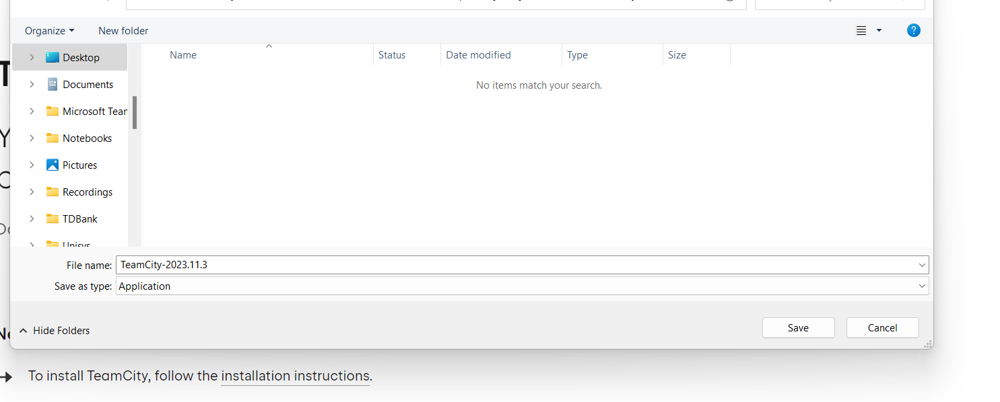 Organize New folder
Name Status Date modified Type Size
No items match your search.
Desktop
Documents
Microsoft Tean
Notebooks
Pictures
Recordings
TDBank
Unisys
File name: TeamCity-2023.11.3
Save as type: Application
Hide Folders Save Cancel
To install TeamCity, follow the installation instructions.